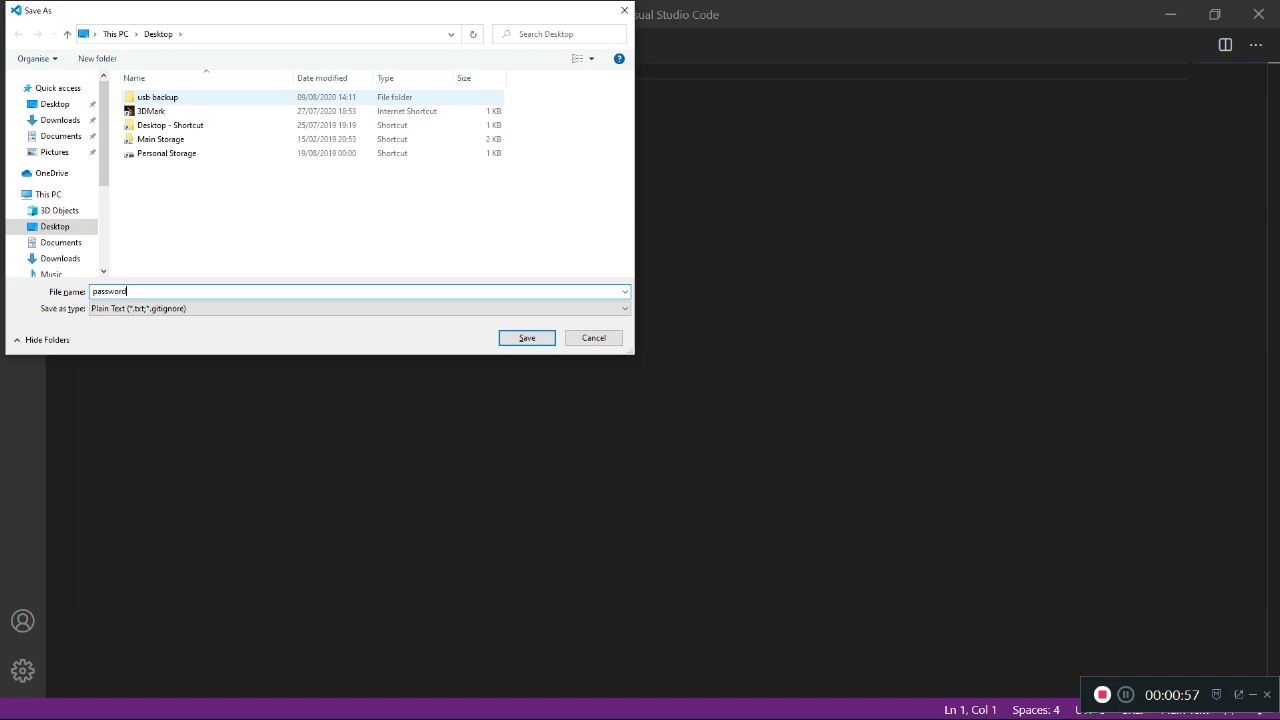 Save As
sual Studio Code
This PC > Desktop >
Search Desktop
Organise
New folder
Name Date modified Type Size
Quick access
Desktop
Downloads
Documents
Pictures
OneDrive
This PC
3D Objects
Desktop
Documents
Downloads
Music
usb backup 09/08/2020 14:11 File folder
3DMark 27/07/2020 18:53 Internet Shortcut 1 KB
Desktop - Shortcut 25/07/2019 19:19 Shortcut 1 KB
Main Storage 15/02/2019 20:53 Shortcut 2 KB
Personal Storage 19/08/2019 00:00 Shortcut 1 KB
File name: password
Save as type: Plain Text (*.txt;*.gitignore)
Hide Folders
Save
Cancel
00:00:57
Ln 1, Col 1 Spaces: 4